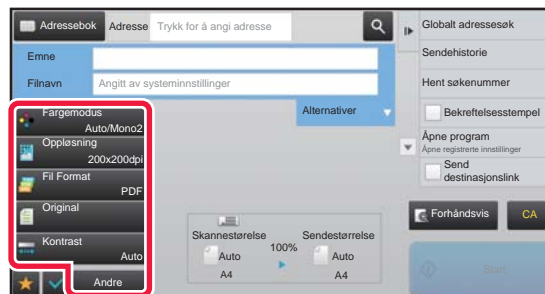 Adressebok
Adresse
Trykk for å angi adresse
Emne
Filnavn
Angitt av systeminnstillinger
Alternativer
Fargemodus
Auto/Mono2
Oppløsning
200x200dpi
Fil Format
PDF
Original
Kontrast
Auto
Andre
Skannestørelse
Auto
A4
100%
Sendestørrelse
Auto
A4
Globalt adressesøk
Sendehistorie
Hent søkenummer
Bekreftelsesstempel
Åpne program
Åpne registrerte innstillinger
Send
destinasjonslink
Forhåndsvis
CA
Start